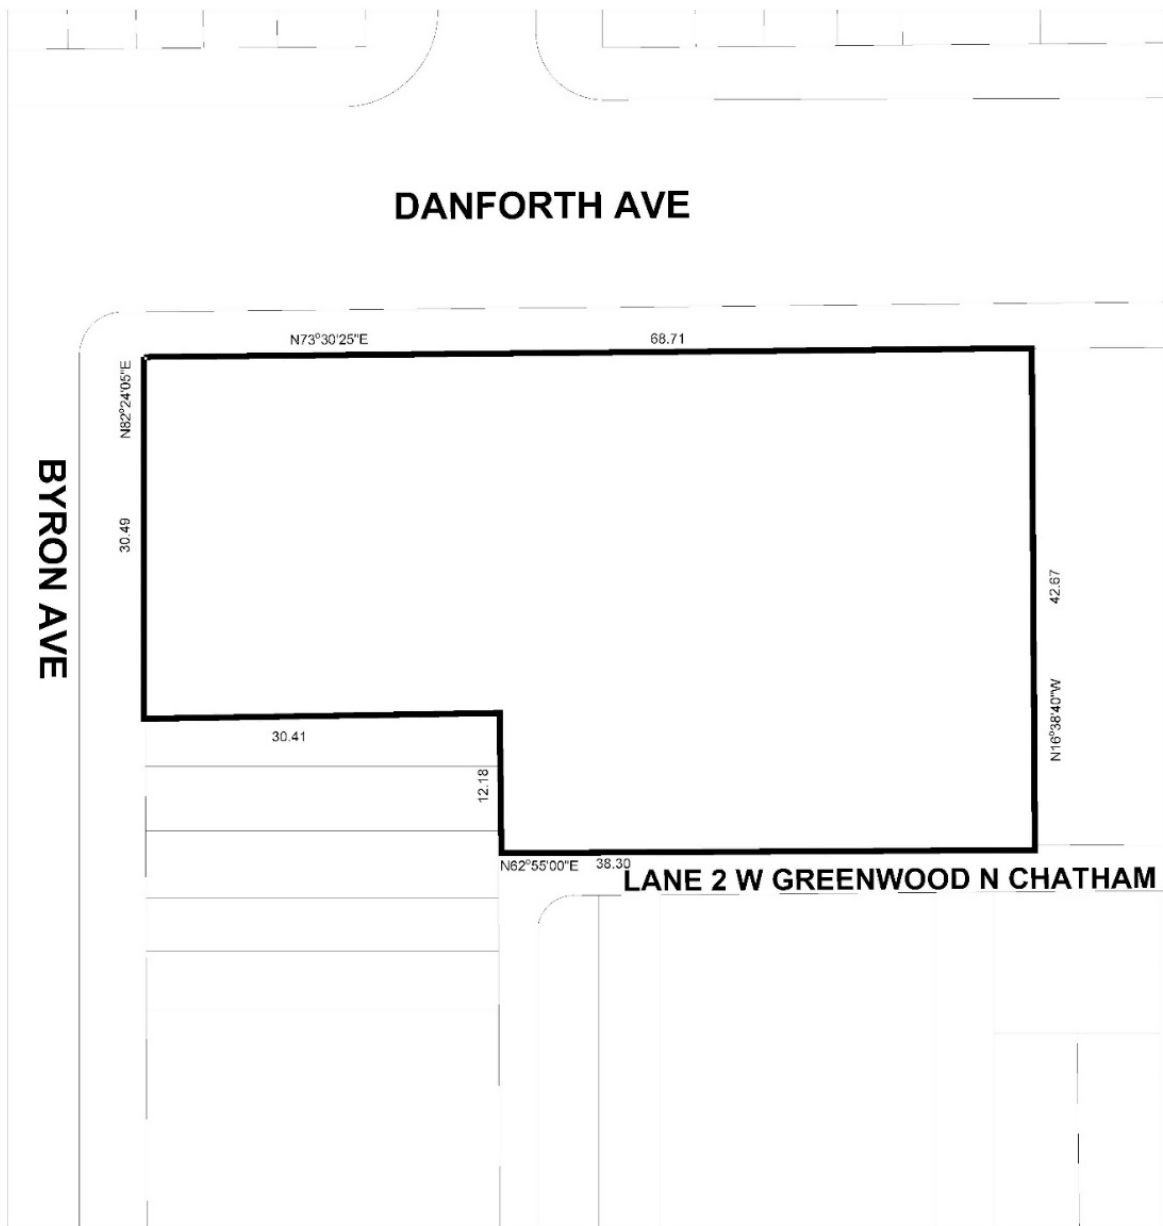 DANFORTH AVE
N73°30'25"E
68.71
N82°24'05"E
30.49
BYRON AVE
42.67
N16°38'40"W
30.41
12.18
N62°55'00"E
38.30
LANE 2 W GREENWOOD N CHATHAM